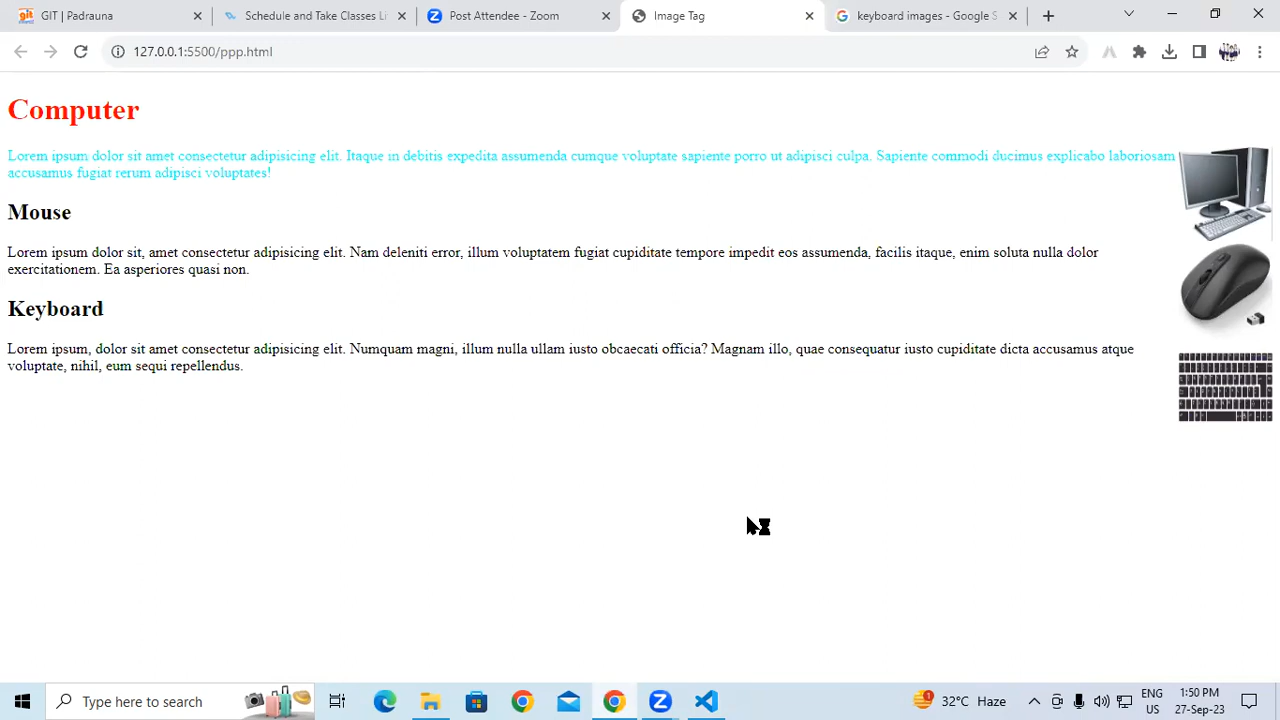 GIT | Padrauna
Schedule and Take Classes Li
Post Attendee - Zoom
Image Tag
keyboard images - Google S
127.0.0.1:5500/ppp.html
Computer
Lorem ipsum dolor sit amet consectetur adipisicing elit. Itaque in debitis expedita assumenda cumque voluptate sapiente porro ut adipisci culpa. Sapiente commodi ducimus explicabo laboriosam
accusamus fugiat rerum adipisci voluptates!
Mouse
Lorem ipsum dolor sit, amet consectetur adipisicing elit. Nam deleniti error, illum voluptatem fugiat cupiditate tempore impedit eos assumenda, facilis itaque, enim soluta nulla dolor
exercitationem. Ea asperiores quasi non.
Keyboard
Lorem ipsum, dolor sit amet consectetur adipisicing elit. Numquam magni, illum nulla ullam iusto obcaecati officia? Magnam illo, quae consequatur iusto cupiditate dicta accusamus atque
voluptate, nihil, eum sequi repellendus.
Type here to search
1
32°C Haze
ENG
US
1:50 PM
27-Sep-23